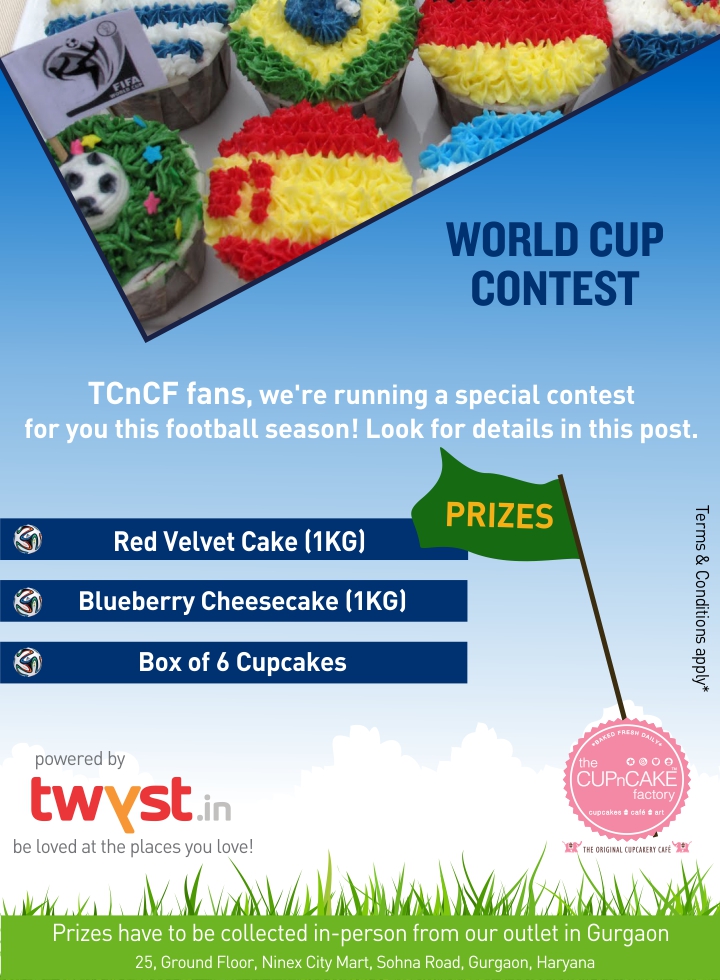 FIFA
WORLD CUP
WORLD CUP
CONTEST
TCnCF fans, we're running a special contest
for you this football season! Look for details in this post.
PRIZES
Red Velvet Cake (1KG)
Blueberry Cheesecake (1KG)
Box of 6 Cupcakes
Terms & Conditions apply*
powered by
twyst.in
be loved at the places you love!
*BAKED FRESH DAILY*
the
CUPnCAKE
factory
cupcakes café art
THE ORIGINAL CUPCAKERY CAFÉ
Prizes have to be collected in-person from our outlet in Gurgaon
25, Ground Floor, Ninex City Mart, Sohna Road, Gurgaon, Haryana